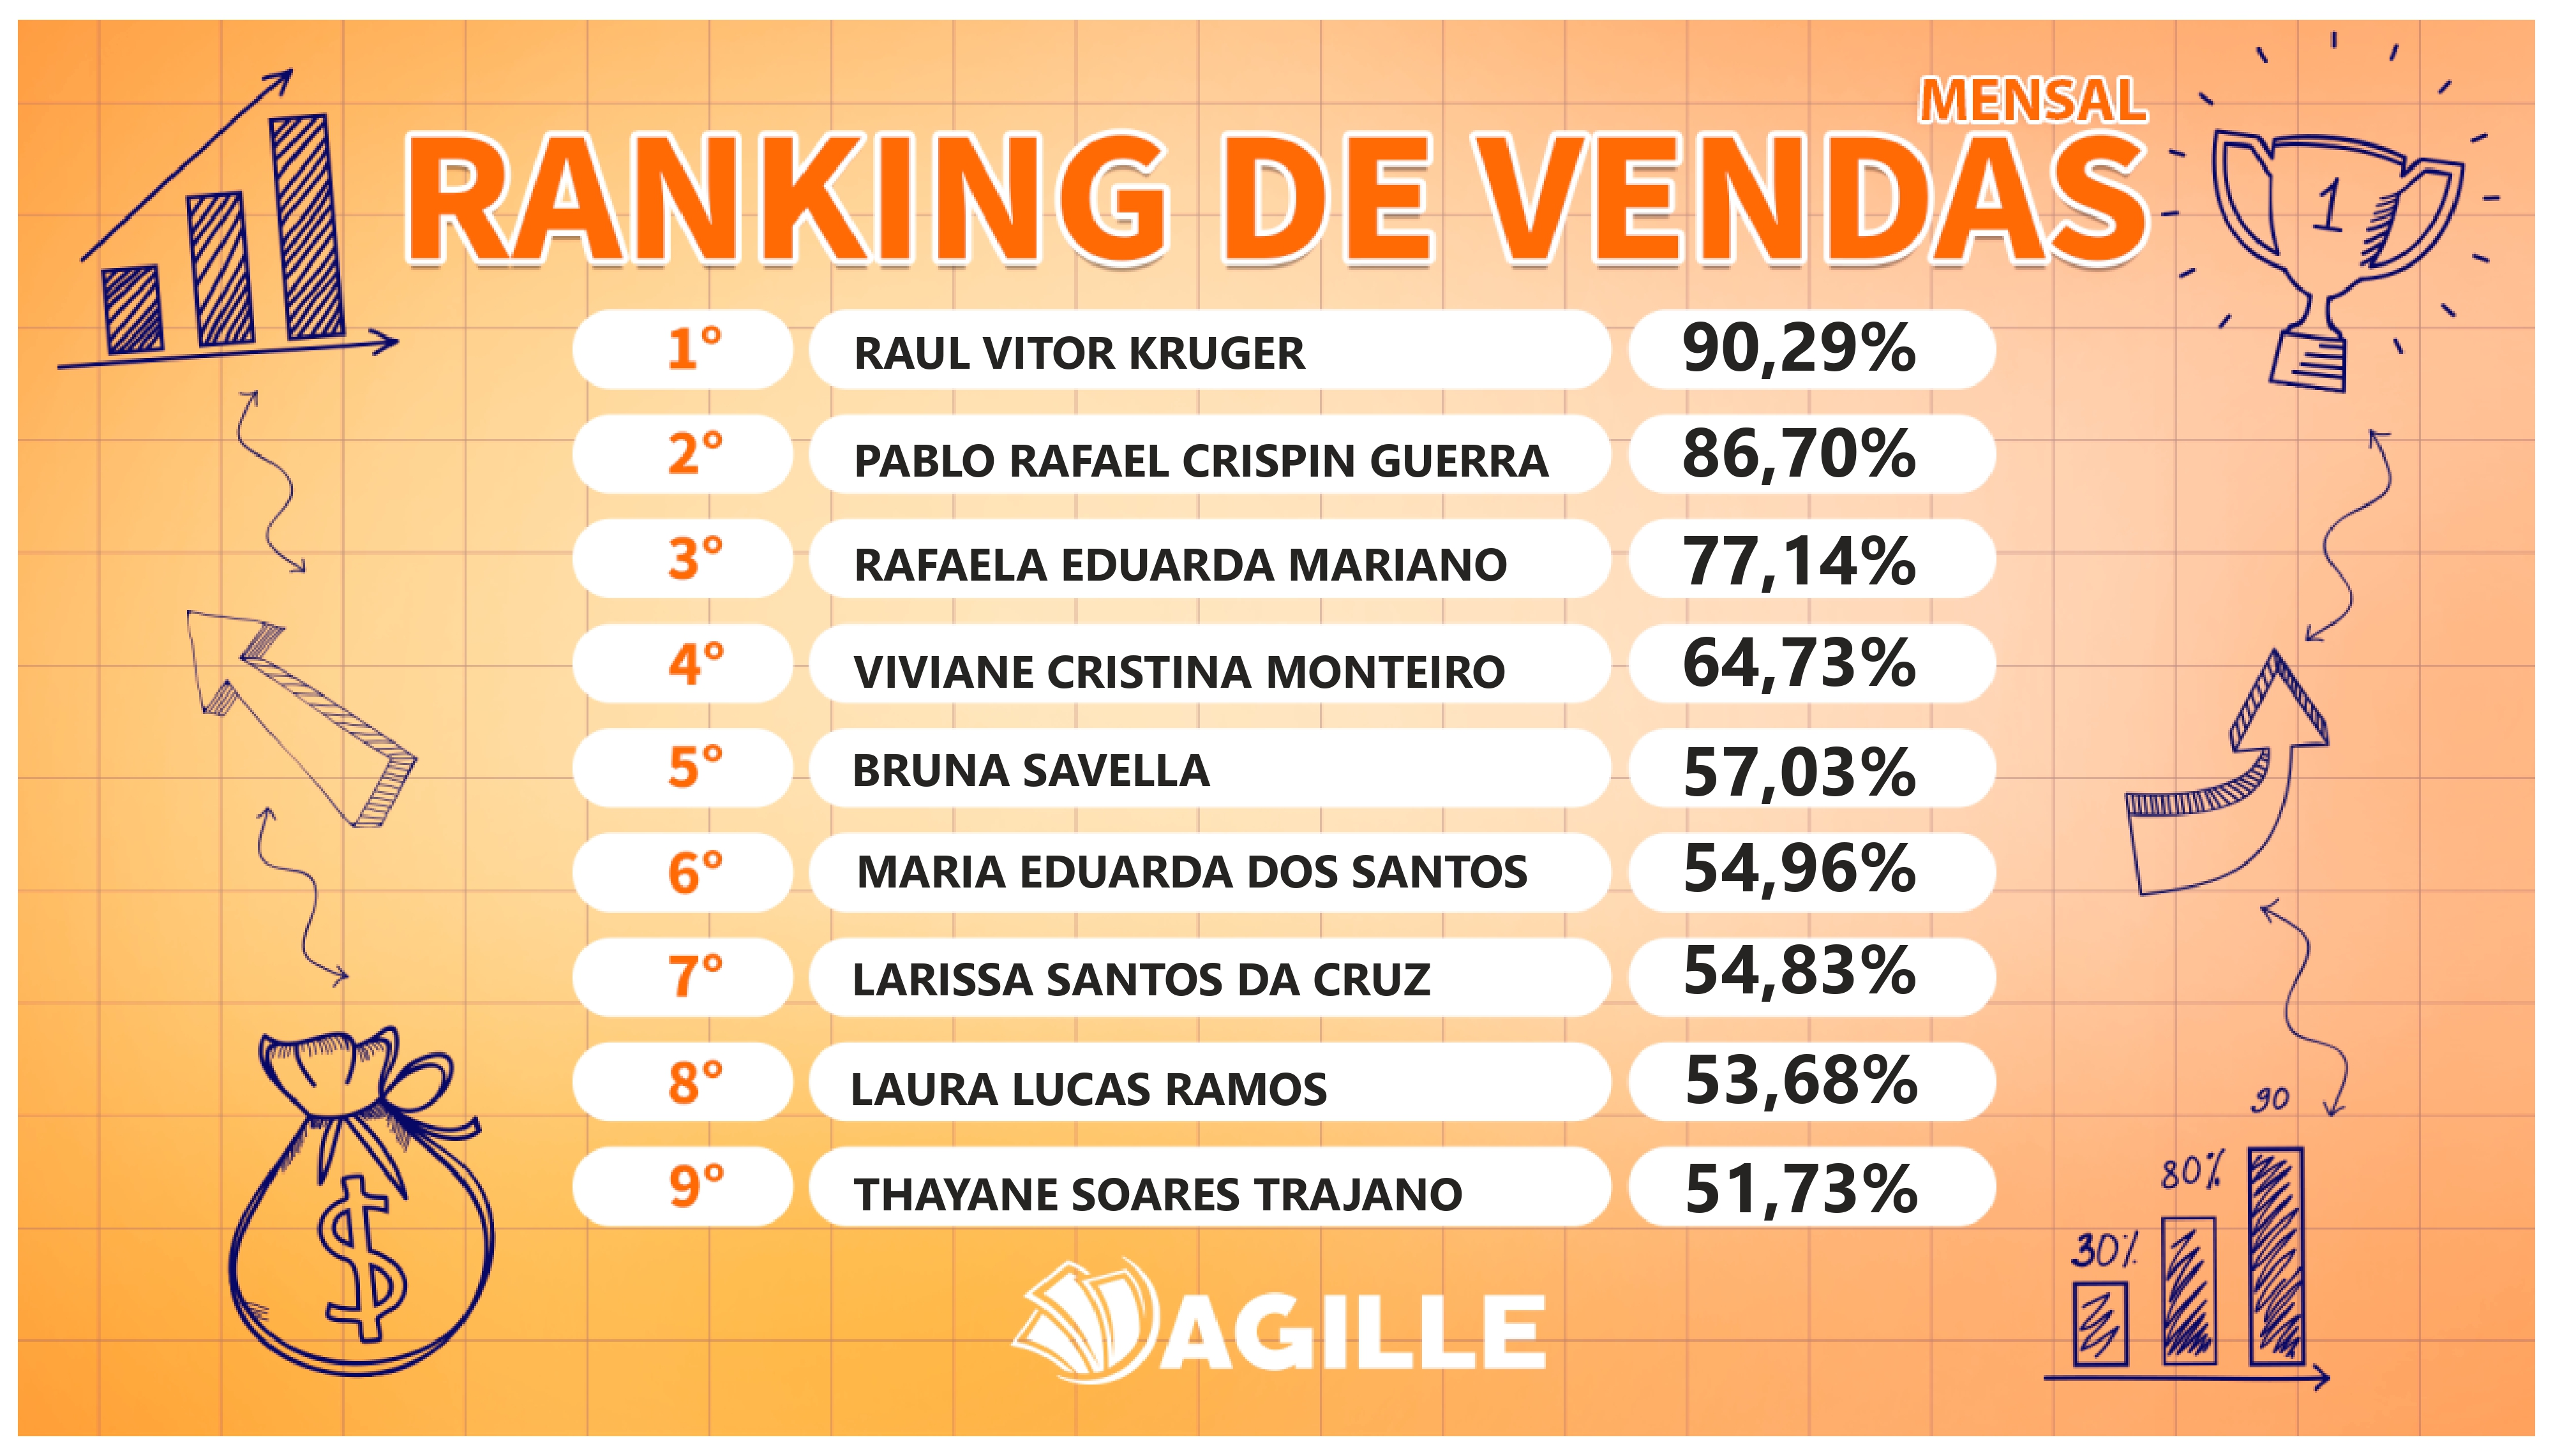 MENSAL
RANKING DE VENDAS
1
1° RAUL VITOR KRUGER 90,29%
2° PABLO RAFAEL CRISPIN GUERRA 86,70%
3° RAFAELA EDUARDA MARIANO 77,14%
4° VIVIANE CRISTINA MONTEIRO 64,73%
5° BRUNA SAVELLA 57,03%
6° MARIA EDUARDA DOS SANTOS 54,96%
7° LARISSA SANTOS DA CRUZ 54,83%
8° LAURA LUCAS RAMOS 53,68%
9° THAYANE SOARES TRAJANO 51,73%
$
30%
80%
90
AGILLE